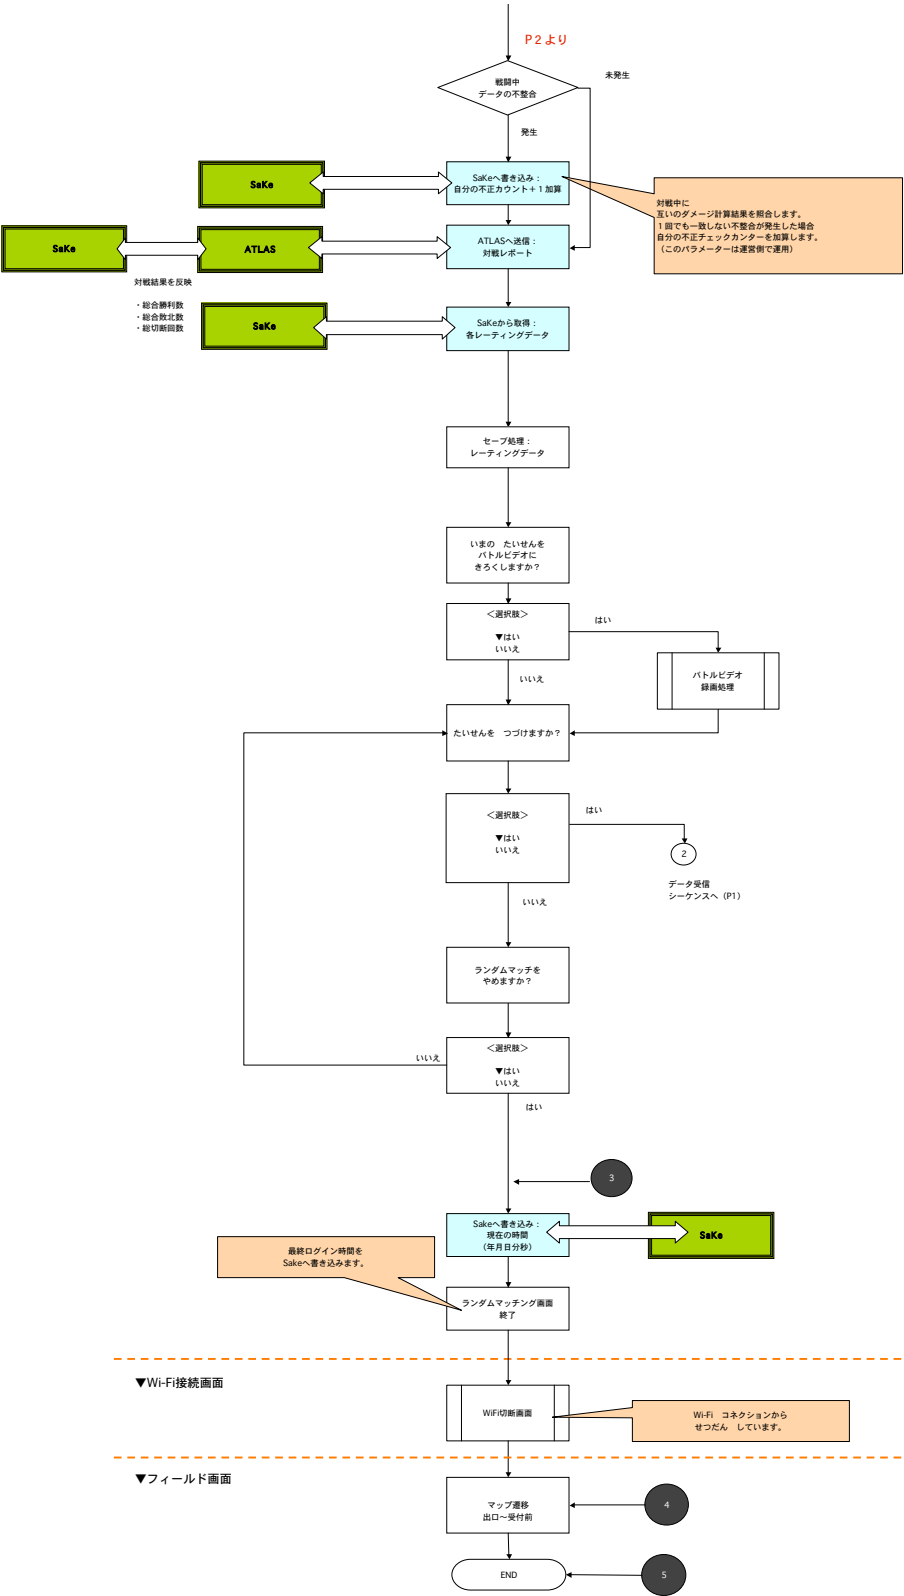 P２より
戦闘中
データの不整合
未発生
発生
SaKe
SaKeへ書き込み：
自分の不正カウント＋１加算
対戦中に
互いのダメージ計算結果を照合します。
１回でも一致しない不整合が発生した場合
自分の不正チェックカンターを加算します。
（このパラメーターは運営側で運用）
SaKe
ATLAS
ATLASへ送信：
対戦レポート
対戦結果を反映
・総合勝利数
・総合敗北数
・総切断回数
SaKe
SaKeから取得：
各レーティングデータ
セーブ処理：
レーティングデータ
いまの　たいせんを
バトルビデオに
きろくしますか？
＜選択肢＞
▼はい
いいえ
はい
いいえ
バトルビデオ
録画処理
たいせんを　つづけますか？
＜選択肢＞
▼はい
いいえ
はい
2
データ受信
シーケンスへ（P1）
いいえ
ランダムマッチを
やめますか？
＜選択肢＞
▼はい
いいえ
いいえ
はい
3
Sakeへ書き込み：
現在の時間
（年月日分秒）
SaKe
最終ログイン時間を
Sakeへ書き込みます。
ランダムマッチング画面
終了
▼Wi-Fi接続画面
WiFi切断画面
Wi-Fi　コネクションから
せつだん　しています。
▼フィールド画面
マップ遷移
出口～受付前
4
END
5